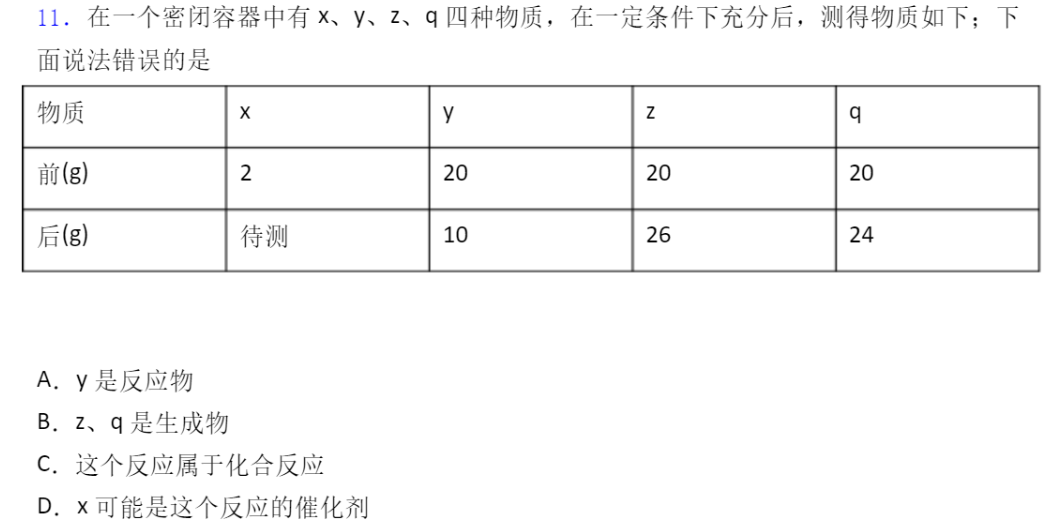 11．在一个密闭容器中有 x、y、z、q 四种物质，在一定条件下充分后，测得物质如下；下
面说法错误的是
物质 x y z q
前(g) 2 20 20 20
后(g) 待测 10 26 24
A．y 是反应物
B．z、q 是生成物
C．这个反应属于化合反应
D．x 可能是这个反应的催化剂